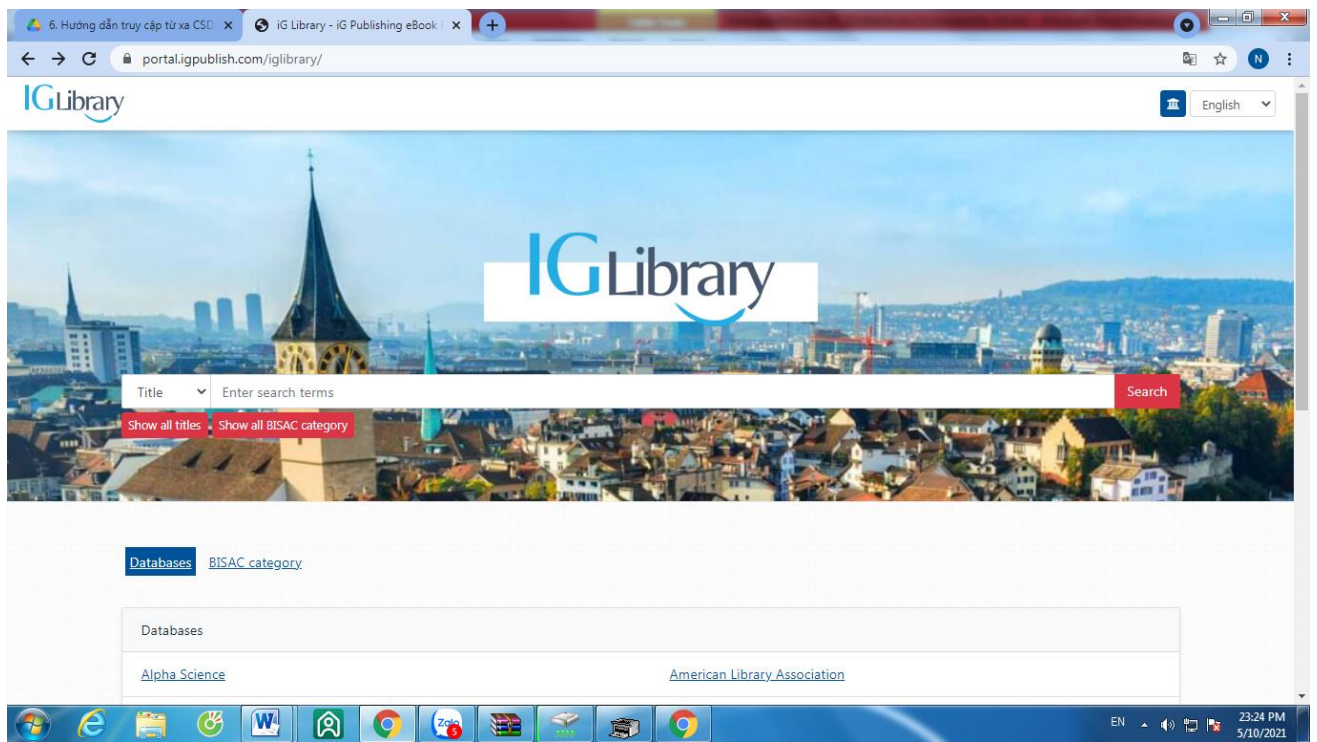 6. Hướng dẫn truy cập từ xa CSD
iG Library - iG Publishing eBook
portal.igpublish.com/iglibrary/
N
IGLibrary
English
IGLibrary
Title
Enter search terms
Search
Show all titles
Show all BISAC category
Databases
BISAC category
Databases
Alpha Science
American Library Association
W
Zalo
EN
23:24 PM
5/10/2021